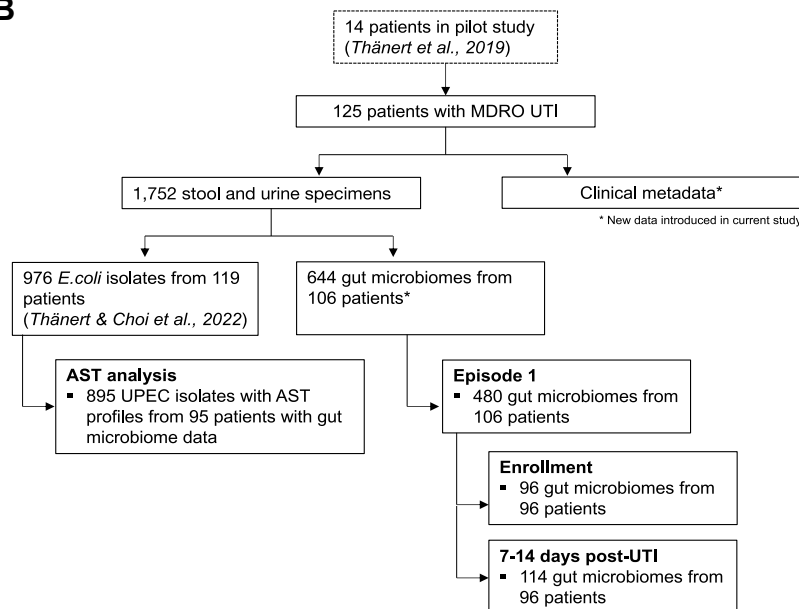 B
14 patients in pilot study
(Thänert et al., 2019)
125 patients with MDRO UTI
1,752 stool and urine specimens
Clinical metadata*
* New data introduced in current study
976 E.coli isolates from 119
patients
(Thänert & Choi et al., 2022)
644 gut microbiomes from
106 patients*
AST analysis
▪ 895 UPEC isolates with AST
profiles from 95 patients with gut
microbiome data
Episode 1
▪ 480 gut microbiomes from
106 patients
Enrollment
▪ 96 gut microbiomes from
96 patients
7-14 days post-UTI
▪ 114 gut microbiomes from
96 patients